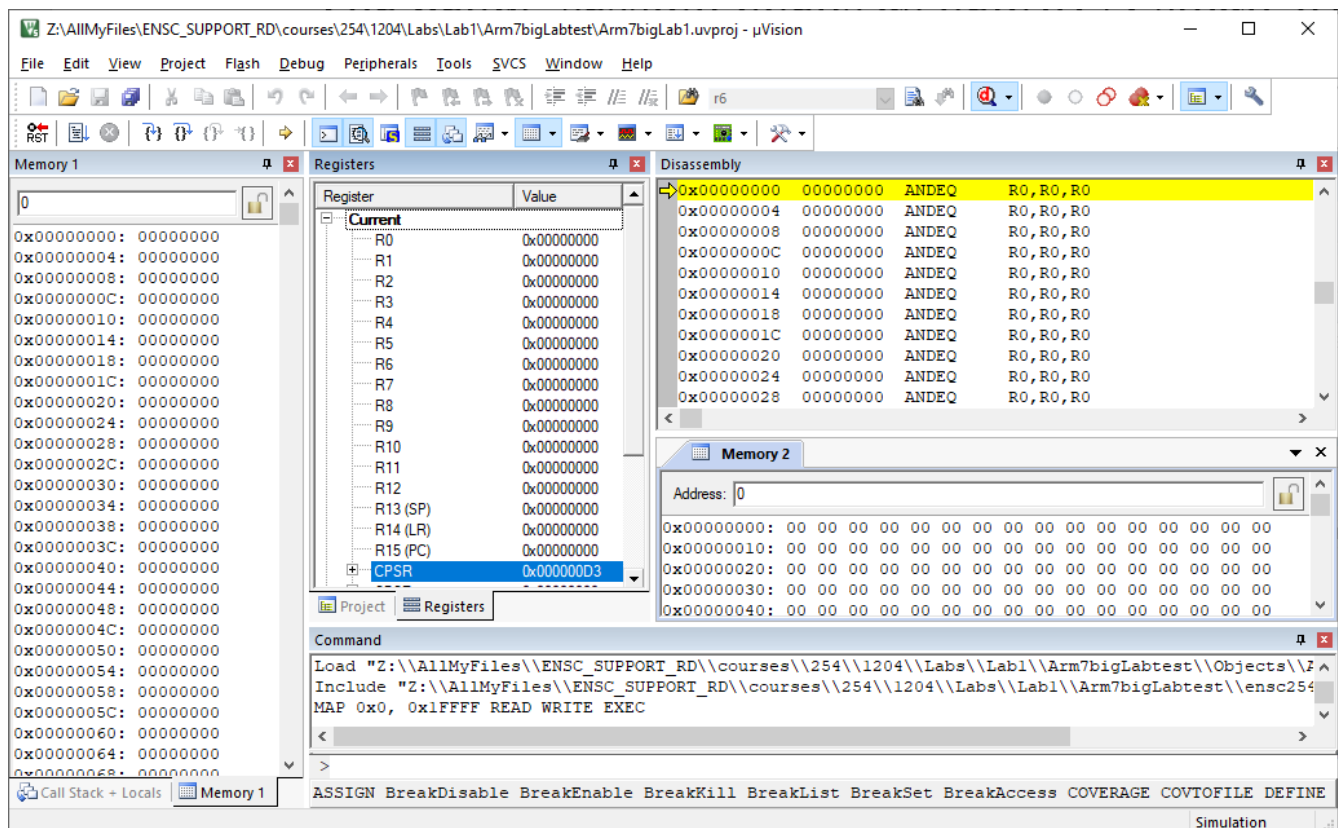 Z:\AllMyFiles\ENSC_SUPPORT_RD\courses\254\1204\Labs\Lab1\Arm7bigLabtest\Arm7bigLab1.uvproj - µVision
File Edit View Project Flash Debug Peripherals Tools SVCS Window Help
r6
RST
Memory 1
0
0x00000000: 00000000
0x00000004: 00000000
0x00000008: 00000000
0x0000000C: 00000000
0x00000010: 00000000
0x00000014: 00000000
0x00000018: 00000000
0x0000001C: 00000000
0x00000020: 00000000
0x00000024: 00000000
0x00000028: 00000000
0x0000002C: 00000000
0x00000030: 00000000
0x00000034: 00000000
0x00000038: 00000000
0x0000003C: 00000000
0x00000040: 00000000
0x00000044: 00000000
0x00000048: 00000000
0x0000004C: 00000000
0x00000050: 00000000
0x00000054: 00000000
0x00000058: 00000000
0x0000005C: 00000000
0x00000060: 00000000
0x00000064: 00000000
0x00000068: 00000000
Call Stack + Locals Memory 1
Registers
Register Value
Current
R0 0x00000000
R1 0x00000000
R2 0x00000000
R3 0x00000000
R4 0x00000000
R5 0x00000000
R6 0x00000000
R7 0x00000000
R8 0x00000000
R9 0x00000000
R10 0x00000000
R11 0x00000000
R12 0x00000000
R13 (SP) 0x00000000
R14 (LR) 0x00000000
R15 (PC) 0x00000000
CPSR 0x000000D3
Project Registers
Disassembly
0x00000000 00000000 ANDEQ R0,R0,R0
0x00000004 00000000 ANDEQ R0,R0,R0
0x00000008 00000000 ANDEQ R0,R0,R0
0x0000000C 00000000 ANDEQ R0,R0,R0
0x00000010 00000000 ANDEQ R0,R0,R0
0x00000014 00000000 ANDEQ R0,R0,R0
0x00000018 00000000 ANDEQ R0,R0,R0
0x0000001C 00000000 ANDEQ R0,R0,R0
0x00000020 00000000 ANDEQ R0,R0,R0
0x00000024 00000000 ANDEQ R0,R0,R0
0x00000028 00000000 ANDEQ R0,R0,R0
Memory 2
Address: 0
0x00000000: 00 00 00 00 00 00 00 00 00 00 00 00 00 00 00 00
0x00000010: 00 00 00 00 00 00 00 00 00 00 00 00 00 00 00 00
0x00000020: 00 00 00 00 00 00 00 00 00 00 00 00 00 00 00 00
0x00000030: 00 00 00 00 00 00 00 00 00 00 00 00 00 00 00 00
0x00000040: 00 00 00 00 00 00 00 00 00 00 00 00 00 00 00 00
Command
Load "Z:\\AllMyFiles\\ENSC_SUPPORT_RD\\courses\\254\\1204\\Labs\\Lab1\\Arm7bigLabtest\\Objects\\A
Include "Z:\\AllMyFiles\\ENSC_SUPPORT_RD\\courses\\254\\1204\\Labs\\Lab1\\Arm7bigLabtest\\ensc254
MAP 0x0, 0x1FFFF READ WRITE EXEC
>
ASSIGN BreakDisable BreakEnable BreakKill BreakList BreakSet BreakAccess COVERAGE COVTOFILE DEFINE
Simulation